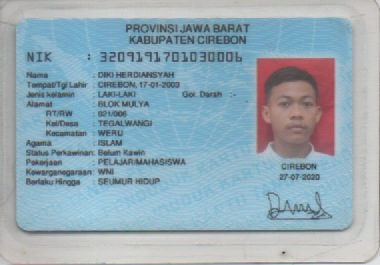 PROVINSI JAWA BARAT
KABUPATEN CIREBON
NIK : 3209191701030006
Nama : DIKI HERDIANSYAH
Tempat/Tgl Lahir : CIREBON, 17-01-2003
Jenis kelamin : LAKI-LAKI Gol. Darah : -
Alamat : BLOK MULYA
RT/RW : 021/006
Kel/Desa : TEGALWANGI
Kecamatan : WERU
Agama : ISLAM
Status Perkawinan: Belum Kawin
Pekerjaan : PELAJAR/MAHASISWA
Kewarganegaraan: WNI
Berlaku Hingga : SEUMUR HIDUP
CIREBON
27-07-2020